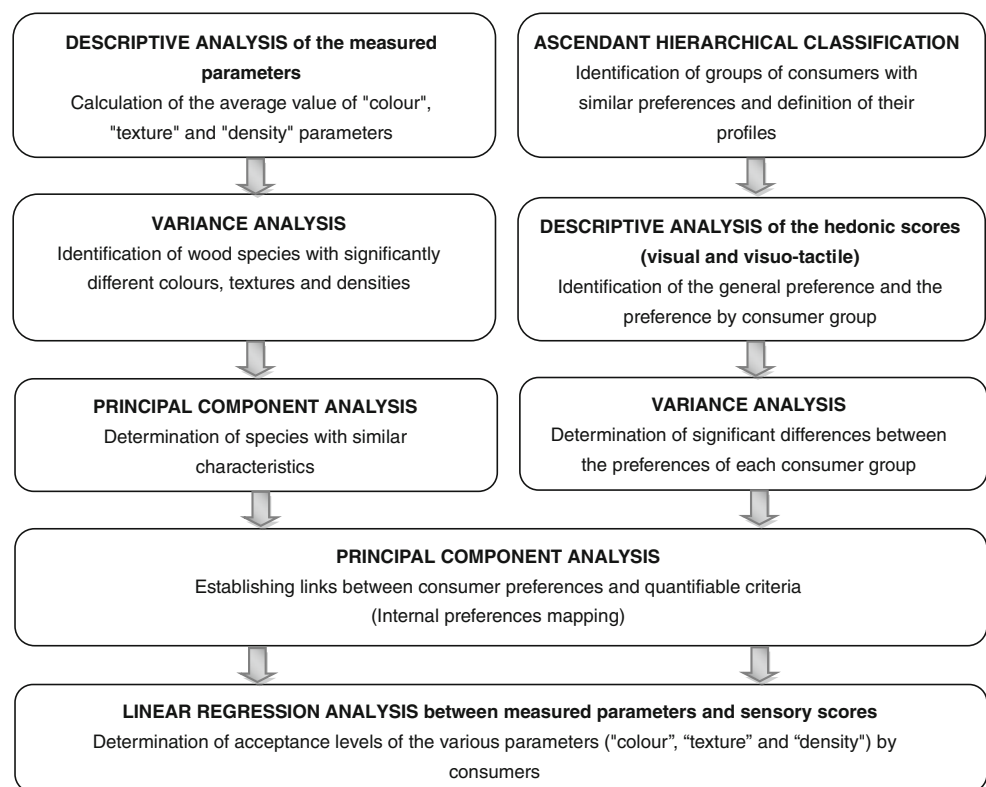 DESCRIPTIVE ANALYSIS of the measured
parameters
Calculation of the average value of "colour",
"texture" and "density" parameters
ASCENDANT HIERARCHICAL CLASSIFICATION
Identification of groups of consumers with
similar preferences and definition of their
profiles
VARIANCE ANALYSIS
Identification of wood species with significantly
different colours, textures and densities
DESCRIPTIVE ANALYSIS of the hedonic scores
(visual and visuo-tactile)
Identification of the general preference and the
preference by consumer group
PRINCIPAL COMPONENT ANALYSIS
Determination of species with similar
characteristics
VARIANCE ANALYSIS
Determination of significant differences between
the preferences of each consumer group
PRINCIPAL COMPONENT ANALYSIS
Establishing links between consumer preferences and quantifiable criteria
(Internal preferences mapping)
LINEAR REGRESSION ANALYSIS between measured parameters and sensory scores
Determination of acceptance levels of the various parameters ("colour”, “texture” and “density") by
consumers